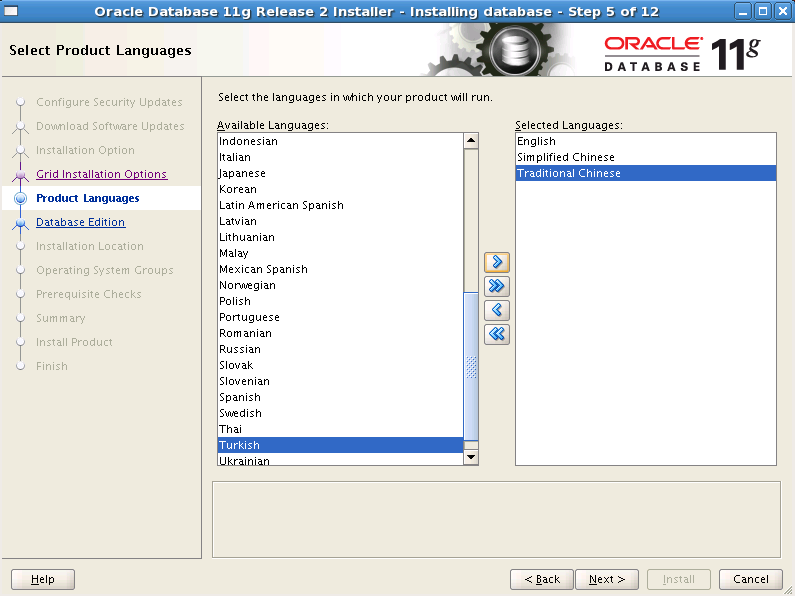 Oracle Database 11g Release 2 Installer - Installing database - Step 5 of 12
Select Product Languages
ORACLE
DATABASE
11g
Configure Security Updates
Download Software Updates
Installation Option
Grid Installation Options
Product Languages
Database Edition
Installation Location
Operating System Groups
Prerequisite Checks
Summary
Install Product
Finish
Select the languages in which your product will run.
Available Languages:
Indonesian
Italian
Japanese
Korean
Latin American Spanish
Latvian
Lithuanian
Malay
Mexican Spanish
Norwegian
Polish
Portuguese
Romanian
Russian
Slovak
Slovenian
Spanish
Swedish
Thai
Turkish
Ukrainian
Selected Languages:
English
Simplified Chinese
Traditional Chinese
Help
< Back
Next >
Install
Cancel